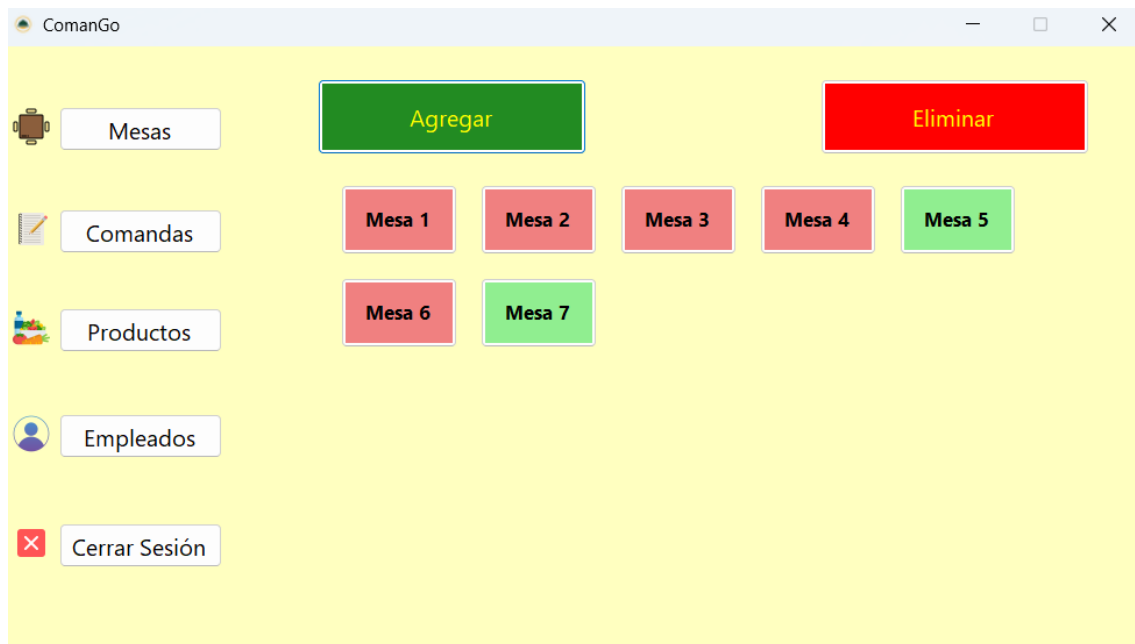 ComanGo
Agregar
Eliminar
Mesas
Mesa 1
Mesa 2
Mesa 3
Mesa 4
Mesa 5
Comandas
Mesa 6
Mesa 7
Productos
Empleados
Cerrar Sesión